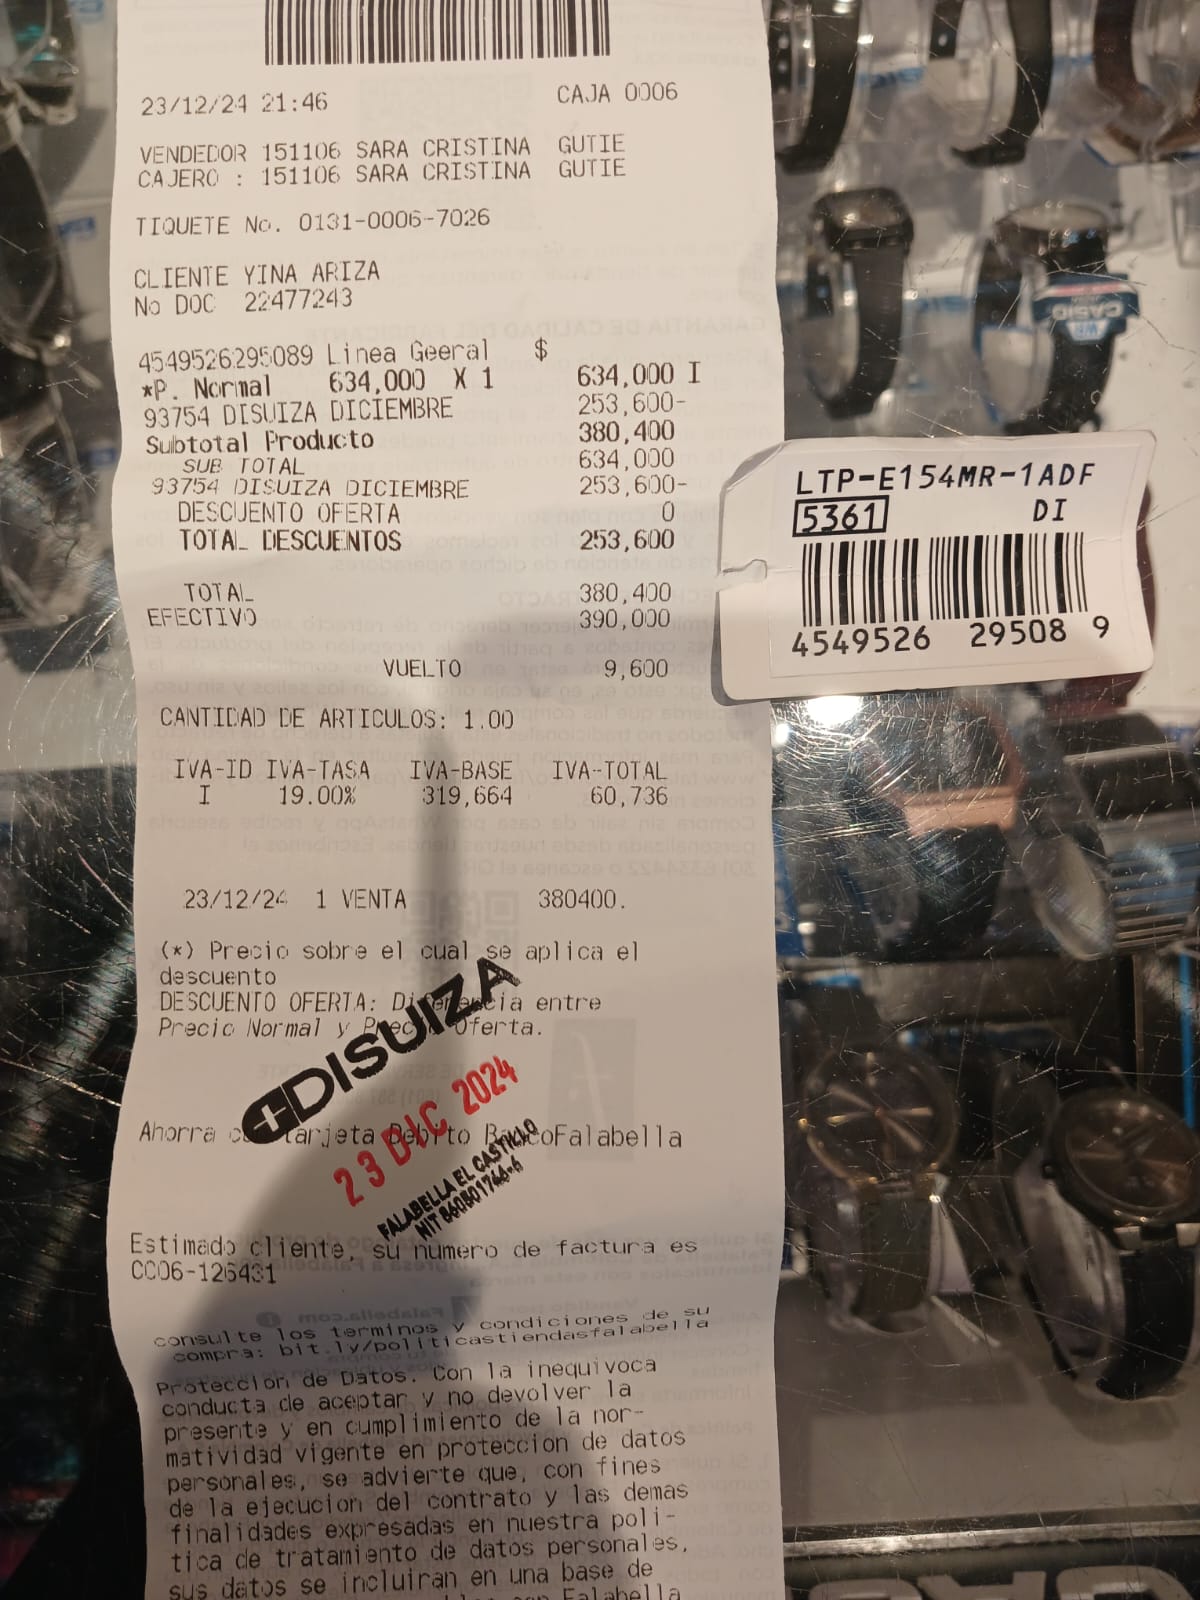 23/12/24 21:46 CAJA 0006
VENDEDOR 151106 SARA CRISTINA GUTIE
CAJERO : 151106 SARA CRISTINA GUTIE
TIQUETE No. 0131-0006-7026
CLIENTE YINA ARIZA
No DOC 22477243
4549526295089 Linea Geeral $
*P. Normal 634,000 X 1 634,000 I
93754 DISUIZA DICIEMBRE 253,600-
Subtotal Producto 380,400
SUB TOTAL 634,000
93754 DISUIZA DICIEMBRE 253,600-
DESCUENTO OFERTA 0
TOTAL DESCUENTOS 253,600
TOTAL 380,400
EFECTIVO 390,000
VUELTO 9,600
CANTIDAD DE ARTICULOS: 1.00
IVA-ID IVA-TASA IVA-BASE IVA-TOTAL
I 19.00% 319,664 60,736
23/12/24 1 VENTA 380400.
(*) Precio sobre el cual se aplica el
descuento
DESCUENTO OFERTA: Diferencia entre
Precio Normal y Precio Oferta.
DISUIZA
23 DIC 2024
FALABELLA EL CASTILLO
Ahorra con tarjeta Debito BancoFalabella
Estimado cliente, su numero de factura es
CC06-126431
consulte los terminos y condiciones de su
compra: bit.ly/politicastiendasfalabella
Proteccion de Datos. Con la inequivoca
conducta de aceptar y no devolver la
presente y en cumplimiento de la nor-
matividad vigente en proteccion de datos
personales, se advierte que, con fines
de la ejecucion del contrato y las demas
finalidades expresadas en nuestra poli-
tica de tratamiento de datos personales,
sus datos se incluiran en una base de
Falabella
LTP-E154MR-1ADF
5361 DI
4549526 29508 9
CASIO